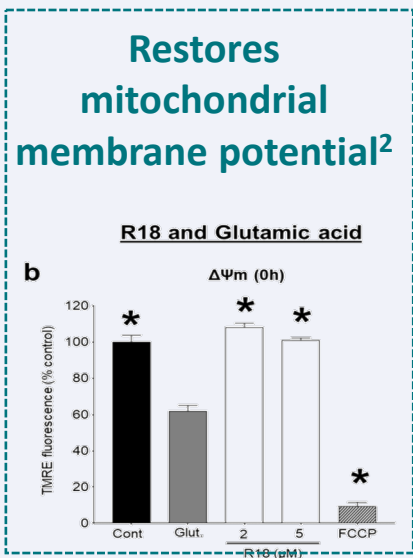 Restores
mitochondrial
membrane potential²
R18 and Glutamic acid
b
ΔΨm (0h)
TMRE fluorescence (% control)
120
100
80
60
40
20
0
* * * *
Cont Glut. 2 5 FCCP
R18 (µM)